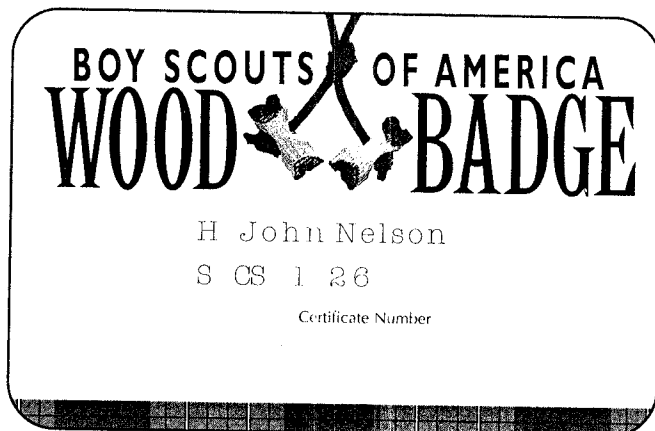 BOY SCOUTS OF AMERICA
WOOD BADGE
H John Nelson
S CS 1 26
Certificate Number